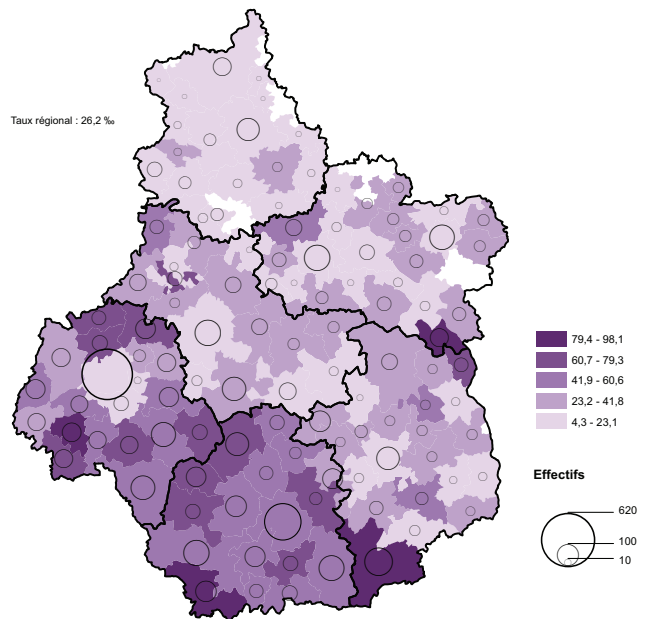 Taux régional : 26,2 ‰
79,4 - 98,1
60,7 - 79,3
41,9 - 60,6
23,2 - 41,8
4,3 - 23,1
Effectifs
620
100
10